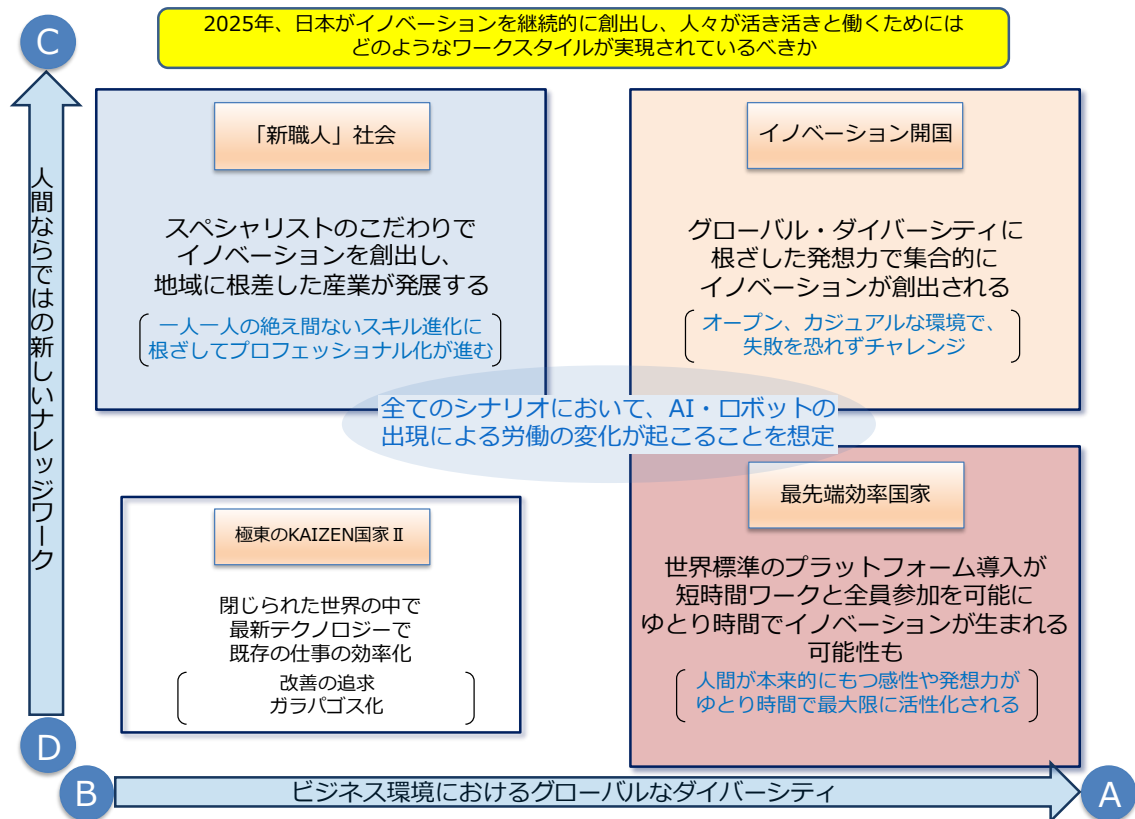 2025年、日本がイノベーションを継続的に創出し、人々が活き活きと働くためには
どのようなワークスタイルが実現されているべきか
C
人間ならではの新しいナレッジワーク
「新職人」社会
スペシャリストのこだわりで
イノベーションを創出し、
地域に根差した産業が発展する
一人一人の絶え間ないスキル進化に
根ざしてプロフェッショナル化が進む
イノベーション開国
グローバル・ダイバーシティに
根ざした発想力で集合的に
イノベーションが創出される
オープン、カジュアルな環境で、
失敗を恐れずチャレンジ
全てのシナリオにおいて、AI・ロボットの
出現による労働の変化が起こることを想定
極東のKAIZEN国家Ⅱ
閉じられた世界の中で
最新テクノロジーで
既存の仕事の効率化
改善の追求
ガラパゴス化
最先端効率国家
世界標準のプラットフォーム導入が
短時間ワークと全員参加を可能に
ゆとり時間でイノベーションが生まれる
可能性も
人間が本来的にもつ感性や発想力が
ゆとり時間で最大限に活性化される
D
B
ビジネス環境におけるグローバルなダイバーシティ
A